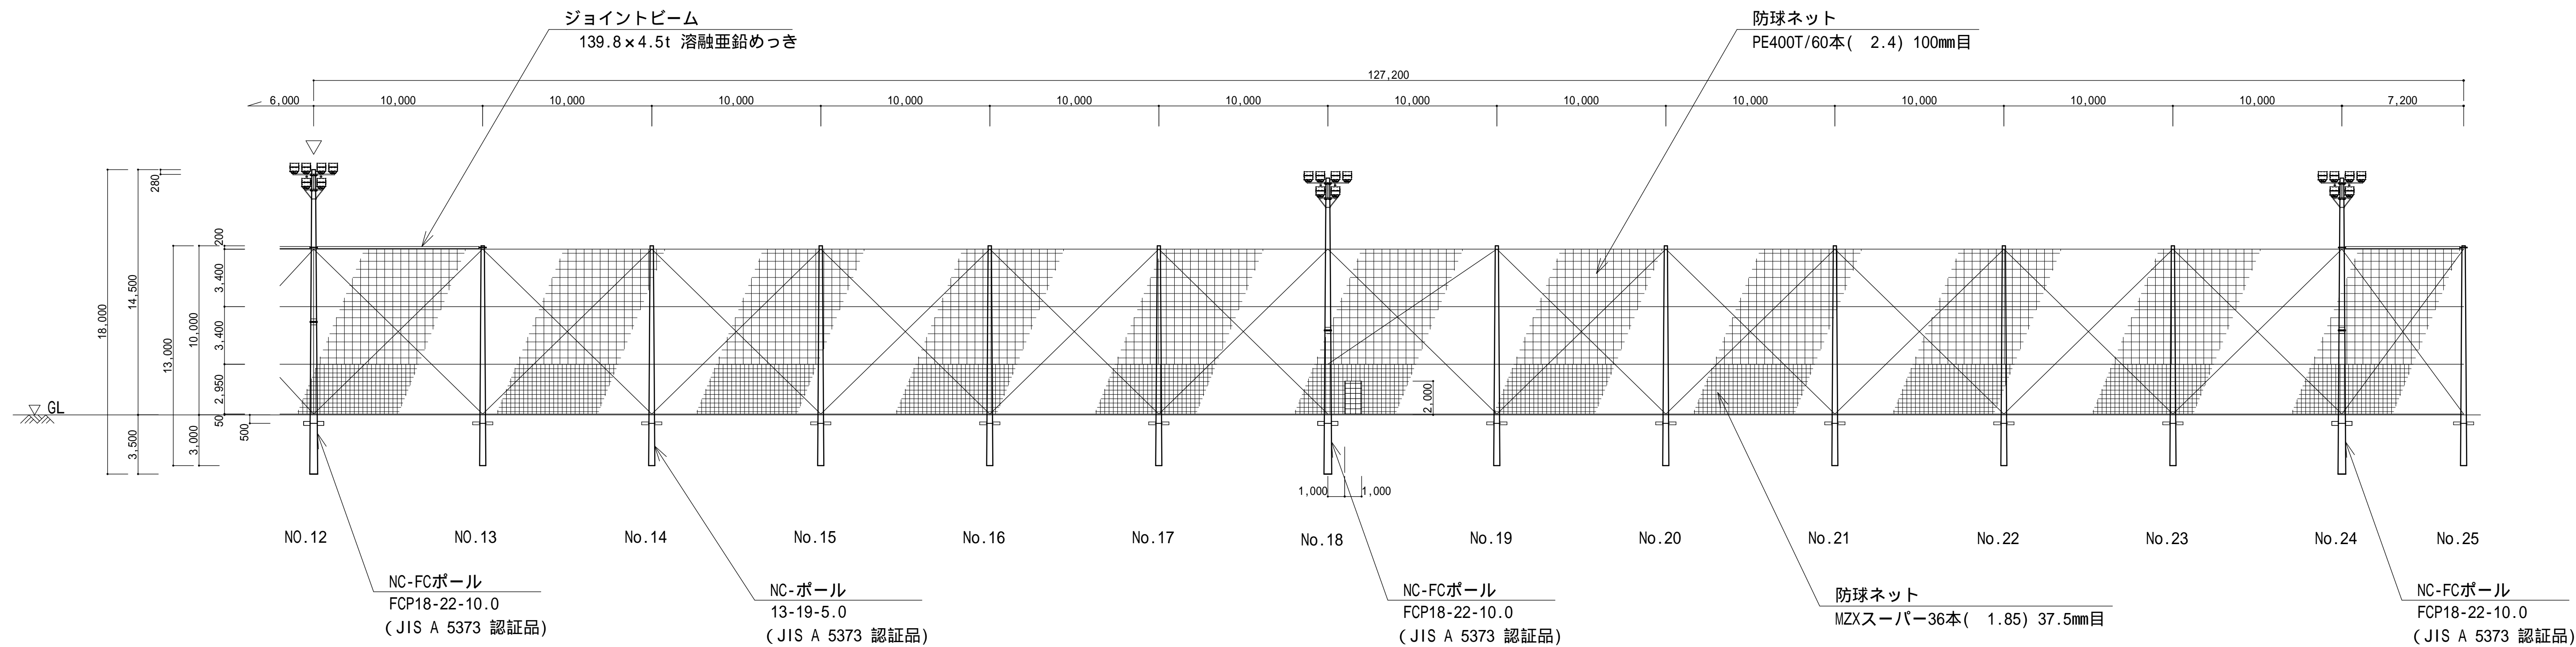 ジョイントビーム
139.8×4.5t 溶融亜鉛めっき
防球ネット
PE400T/60本( 2.4) 100mm目
127,200
6,000 10,000 10,000 10,000 10,000 10,000 10,000 10,000 10,000 10,000 10,000 10,000 10,000 7,200
280
200
3,400
3,400
2,950
50
500
18,000
14,500
3,500
13,000
10,000
3,000
GL
2,000
1,000 1,000
NO.12 NO.13 No.14 No.15 No.16 No.17 No.18 No.19 No.20 No.21 No.22 No.23 No.24 No.25
NC-FCポール
FCP18-22-10.0
(JIS A 5373 認証品)
NC-ポール
13-19-5.0
(JIS A 5373 認証品)
NC-FCポール
FCP18-22-10.0
(JIS A 5373 認証品)
防球ネット
MZXスーパー36本( 1.85) 37.5mm目
NC-FCポール
FCP18-22-10.0
(JIS A 5373 認証品)